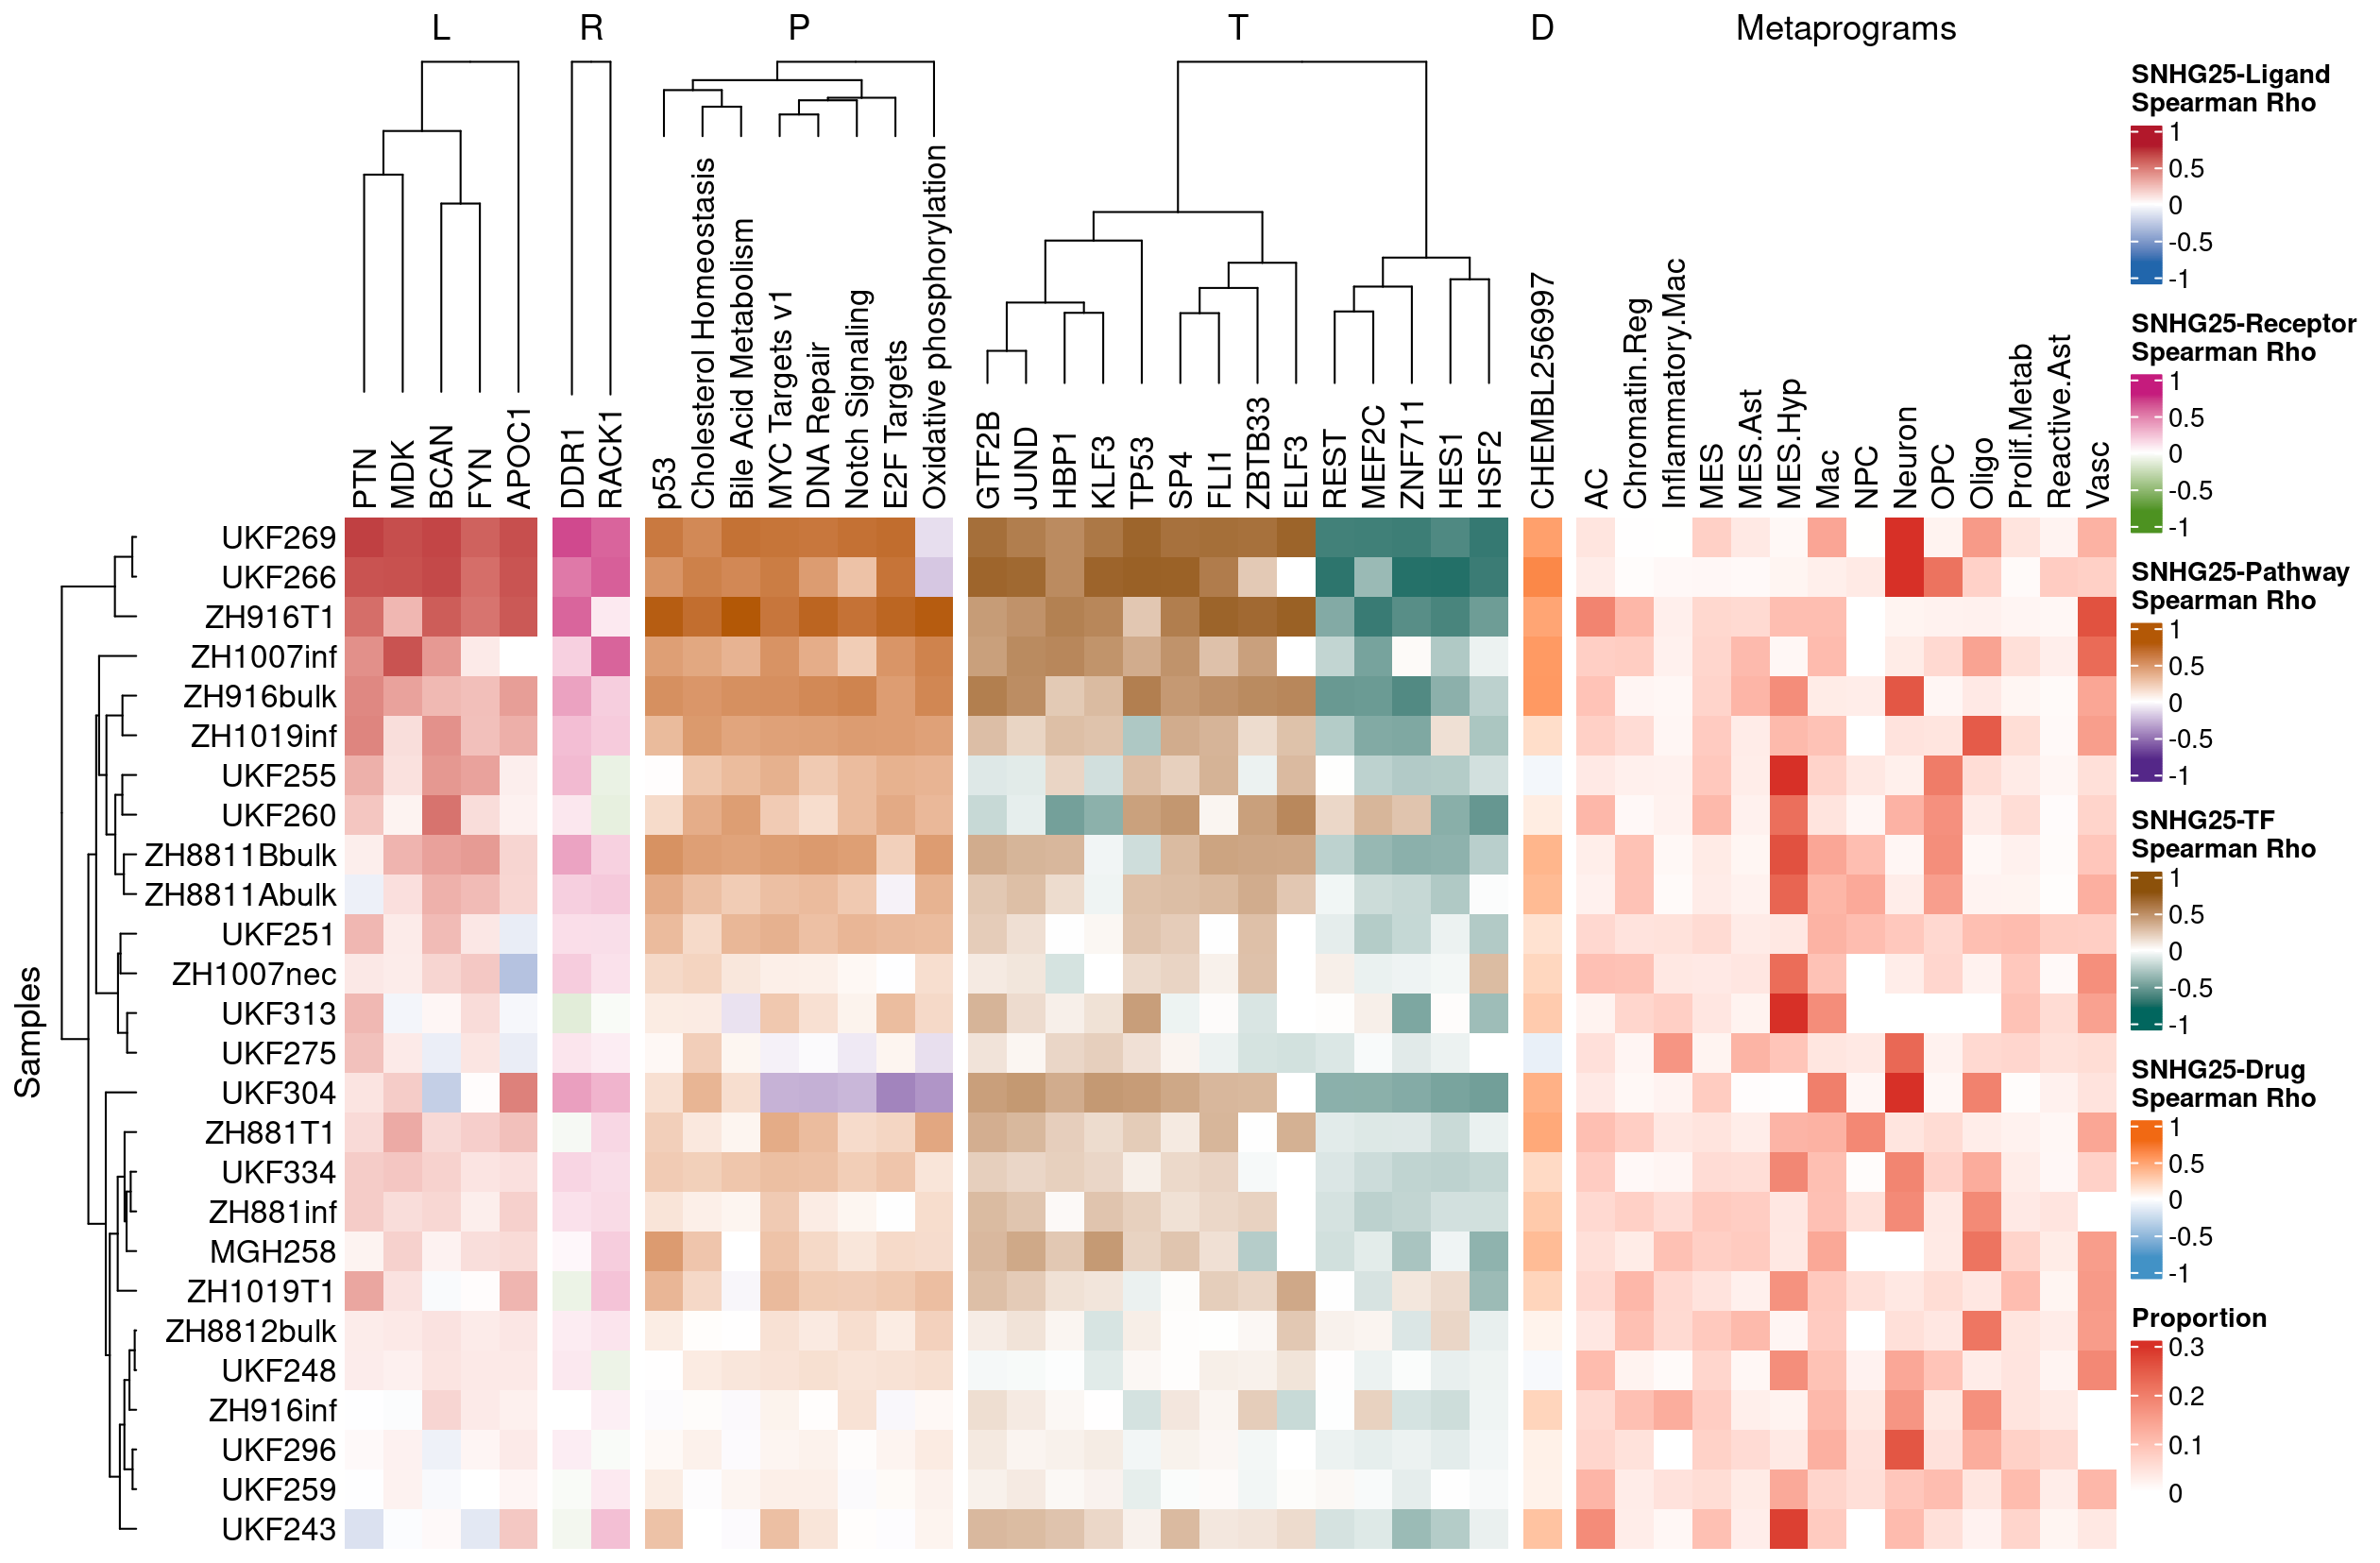 L R P T D Metaprograms
PTN
MDK
BCAN
FYN
APOC1
DDR1
RACK1
p53
Cholesterol Homeostasis
Bile Acid Metabolism
MYC Targets v1
DNA Repair
Notch Signaling
E2F Targets
Oxidative phosphorylation
GTF2B
JUND
HBP1
KLF3
TP53
SP4
FLI1
ZBTB33
ELF3
REST
MEF2C
ZNF711
HES1
HSF2
CHEMBL256997
AC
Chromatin.Reg
Inflammatory.Mac
MES
MES.Ast
MES.Hyp
Mac
NPC
Neuron
OPC
Oligo
Prolif.Metab
Reactive.Ast
Vasc
Samples
UKF269
UKF266
ZH916T1
ZH1007inf
ZH916bulk
ZH1019inf
UKF255
UKF260
ZH8811Bbulk
ZH8811Abulk
UKF251
ZH1007nec
UKF313
UKF275
UKF304
ZH881T1
UKF334
ZH881inf
MGH258
ZH1019T1
ZH8812bulk
UKF248
ZH916inf
UKF296
UKF259
UKF243
SNHG25-Ligand
Spearman Rho
1
0.5
0
-0.5
-1
SNHG25-Receptor
Spearman Rho
1
0.5
0
-0.5
-1
SNHG25-Pathway
Spearman Rho
1
0.5
0
-0.5
-1
SNHG25-TF
Spearman Rho
1
0.5
0
-0.5
-1
SNHG25-Drug
Spearman Rho
1
0.5
0
-0.5
-1
Proportion
0.3
0.2
0.1
0